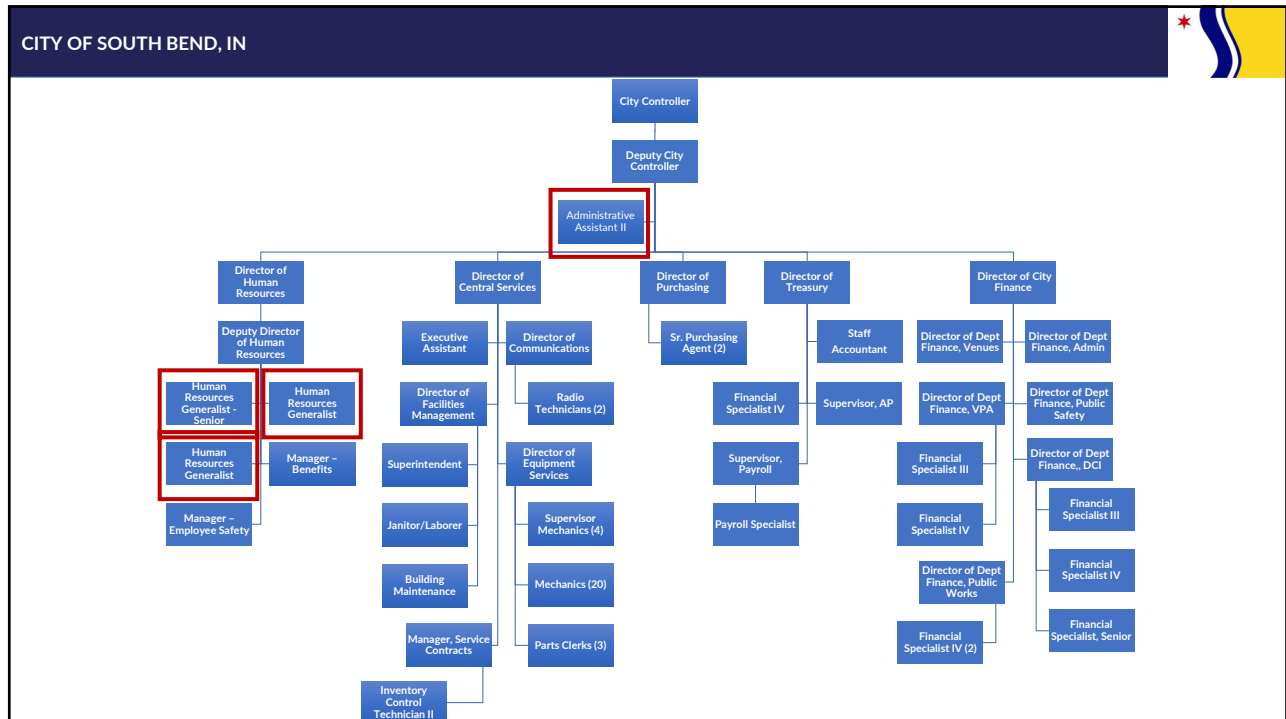 CITY OF SOUTH BEND, IN
City Controller
Deputy City
Controller
Administrative
Assistant II
Director of
Human
Resources
Director of
Central Services
Director of
Purchasing
Director of
Treasury
Director of City
Finance
Deputy Director
of Human
Resources
Human
Resources
Generalist -
Senior
Human
Resources
Generalist
Human
Resources
Generalist
Manager –
Benefits
Manager –
Employee Safety
Executive
Assistant
Director of
Communications
Director of
Facilities
Management
Radio
Technicians (2)
Superintendent
Director of
Equipment
Services
Janitor/Laborer
Supervisor
Mechanics (4)
Building
Maintenance
Mechanics (20)
Manager, Service
Contracts
Parts Clerks (3)
Inventory
Control
Technician II
Sr. Purchasing
Agent (2)
Staff
Accountant
Financial
Specialist IV
Supervisor, AP
Supervisor,
Payroll
Payroll Specialist
Director of Dept
Finance, Venues
Director of Dept
Finance, Admin
Director of Dept
Finance, VPA
Director of Dept
Finance, Public
Safety
Financial
Specialist III
Director of Dept
Finance,, DCI
Financial
Specialist IV
Financial
Specialist III
Director of Dept
Finance, Public
Works
Financial
Specialist IV
Financial
Specialist IV (2)
Financial
Specialist, Senior